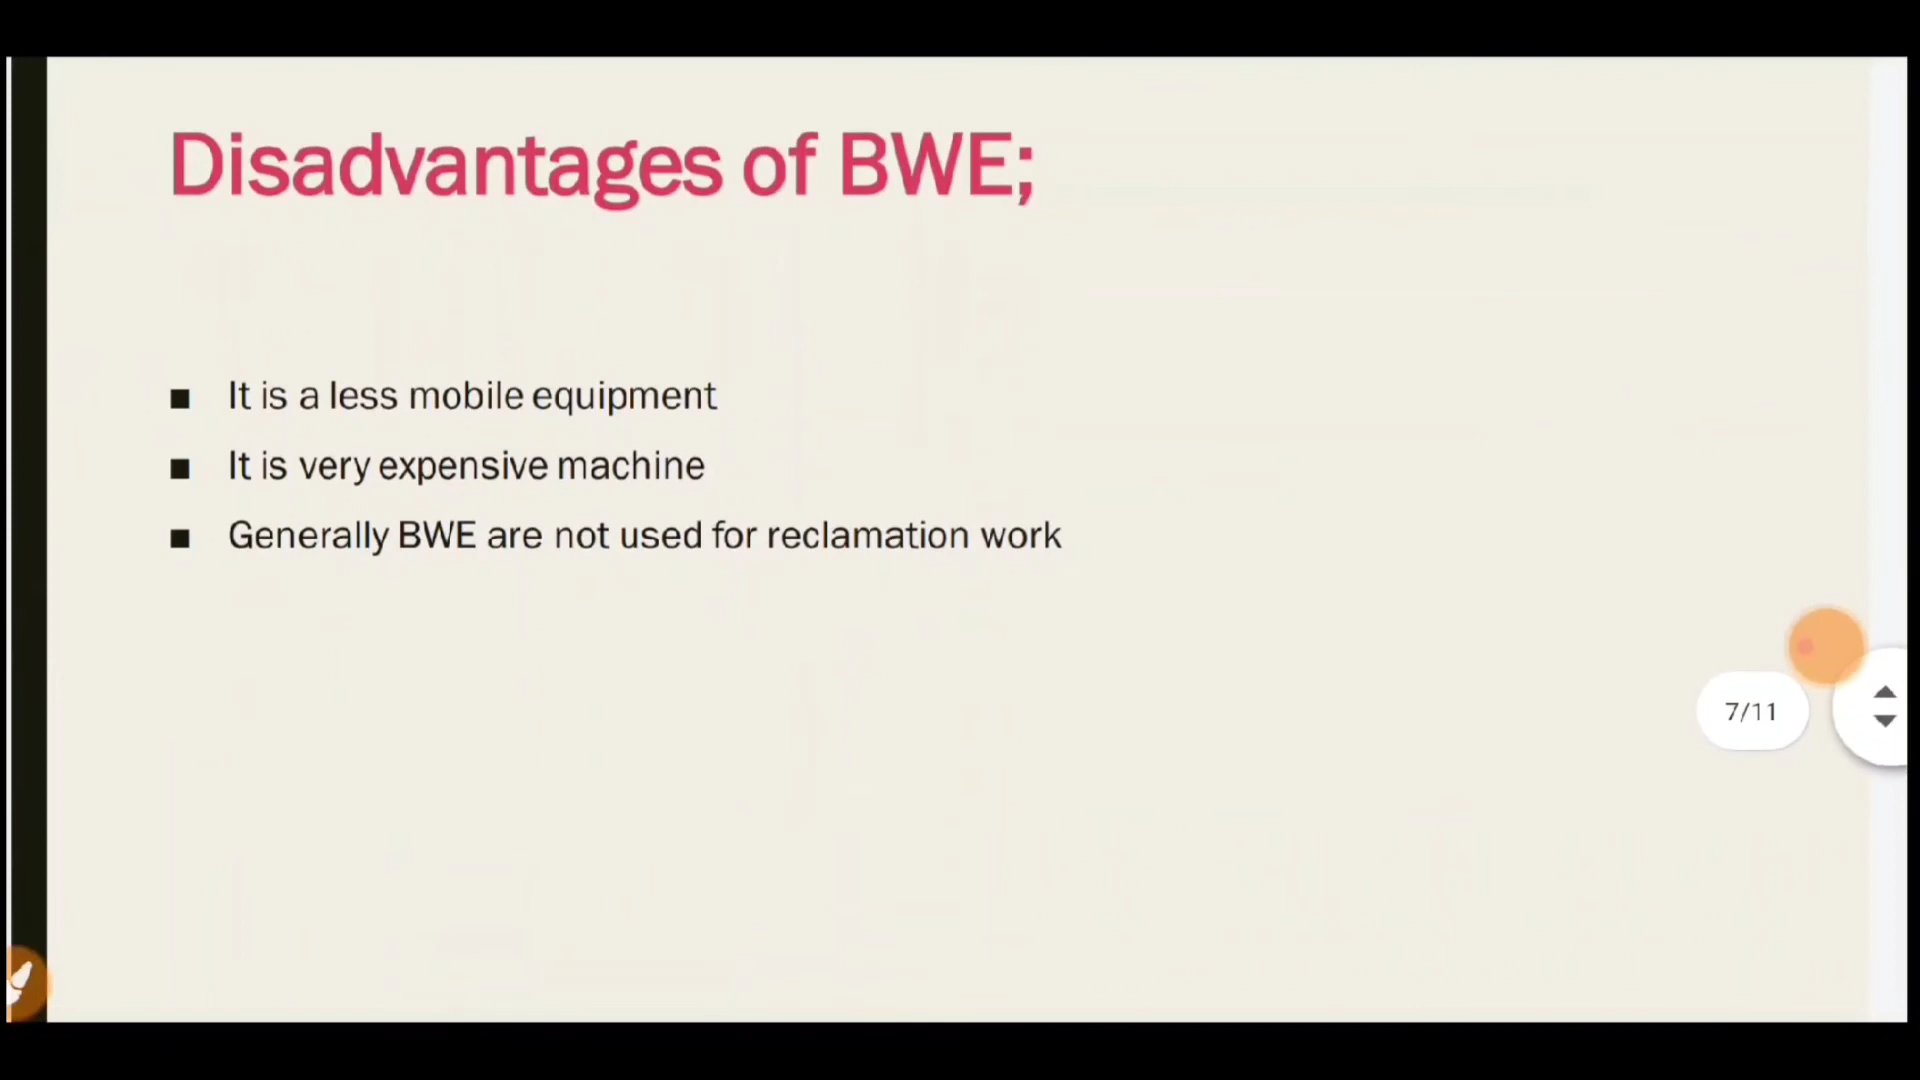 Disadvantages of BWE;
■ It is a less mobile equipment
■ It is very expensive machine
■ Generally BWE are not used for reclamation work
7/11